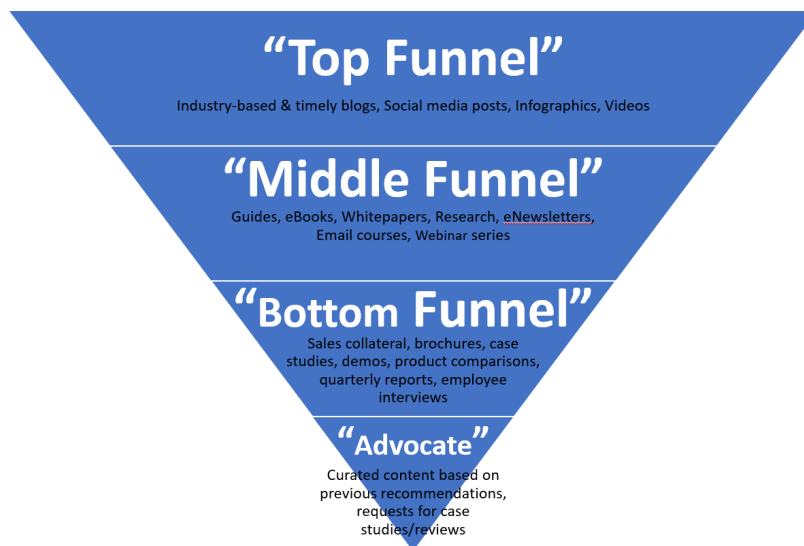 “Top Funnel”
Industry-based & timely blogs, Social media posts, Infographics, Videos
“Middle Funnel”
Guides, eBooks, Whitepapers, Research, eNewsletters,
Email courses, Webinar series
“Bottom Funnel”
Sales collateral, brochures, case
studies, demos, product comparisons,
quarterly reports, employee
interviews
“Advocate”
Curated content based on
previous recommendations,
requests for case
studies/reviews